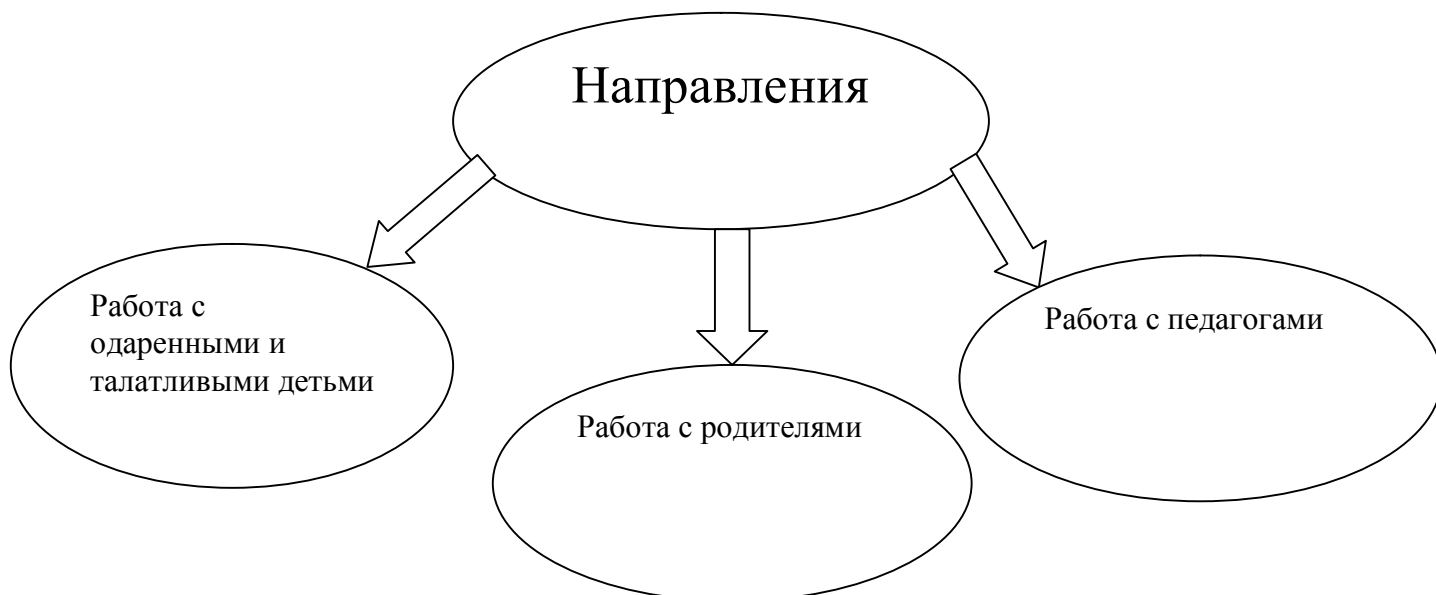 Направления
Работа с
одаренными и
талатливыми детьми
Работа с родителями
Работа с педагогами